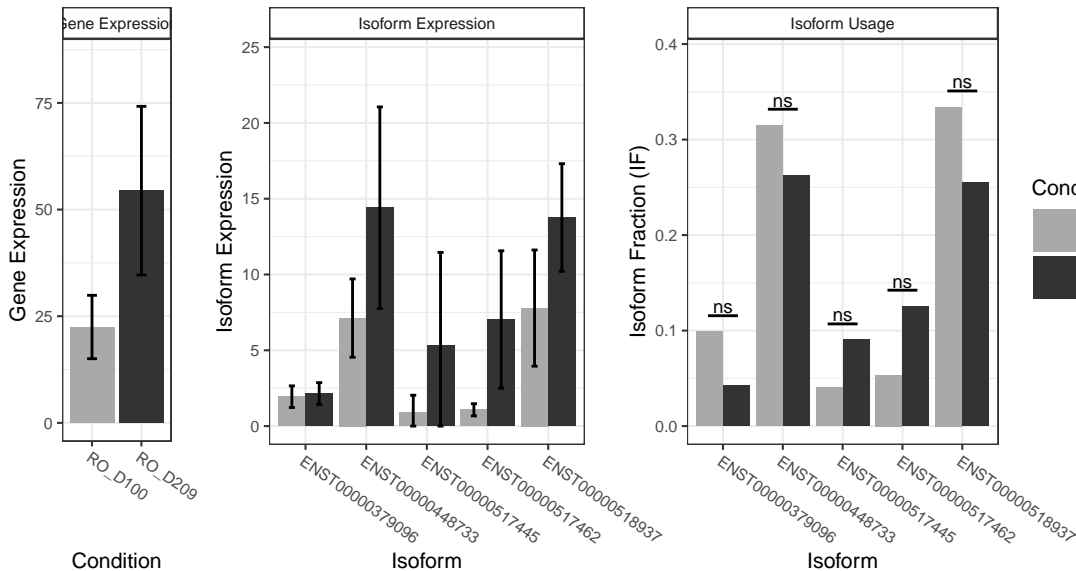 Gene Expression
Isoform Expression
Isoform Usage
Gene Expression
75
50
25
0
RO_D100
RO_D209
Condition
Isoform Expression
25
20
15
10
5
0
ENST00000379096
ENST00000448733
ENST00000517445
ENST00000517462
ENST00000518937
Isoform
Isoform Fraction (IF)
0.4
0.3
0.2
0.1
0.0
ns
ns
ns
ns
ns
ENST00000379096
ENST00000448733
ENST00000517445
ENST00000517462
ENST00000518937
Isoform
Cond